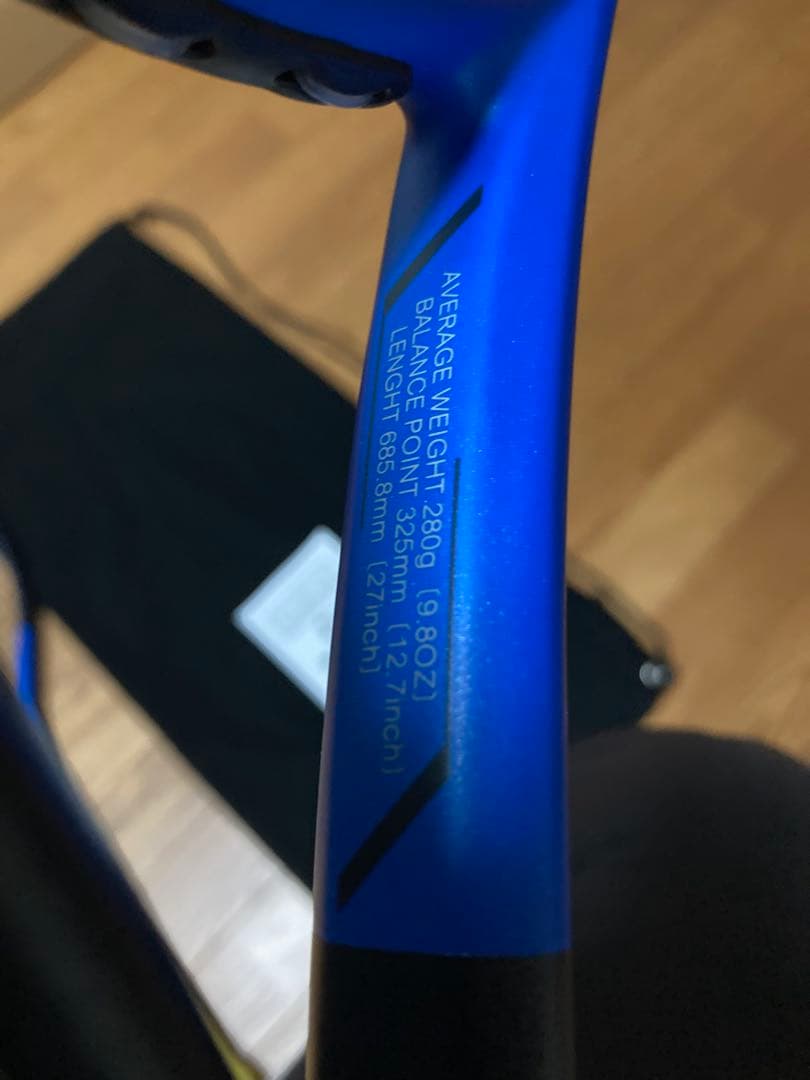 AVERAGE WEIGHT 280g (9.8OZ)
BALANCE POINT 325mm (12.7inch)
LENGHT 685.8mm (27inch)